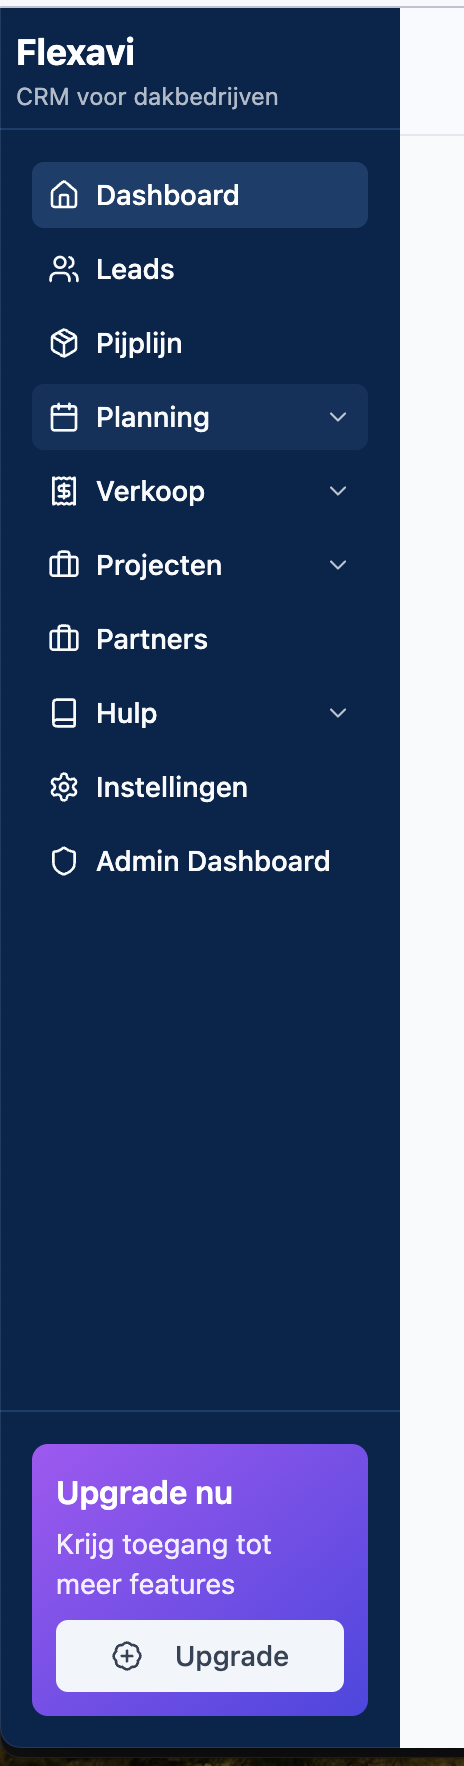 Flexavi
CRM voor dakbedrijven
Dashboard
Leads
Pijplijn
Planning
Verkoop
Projecten
Partners
Hulp
Instellingen
Admin Dashboard
Upgrade nu
Krijg toegang tot
meer features
Upgrade